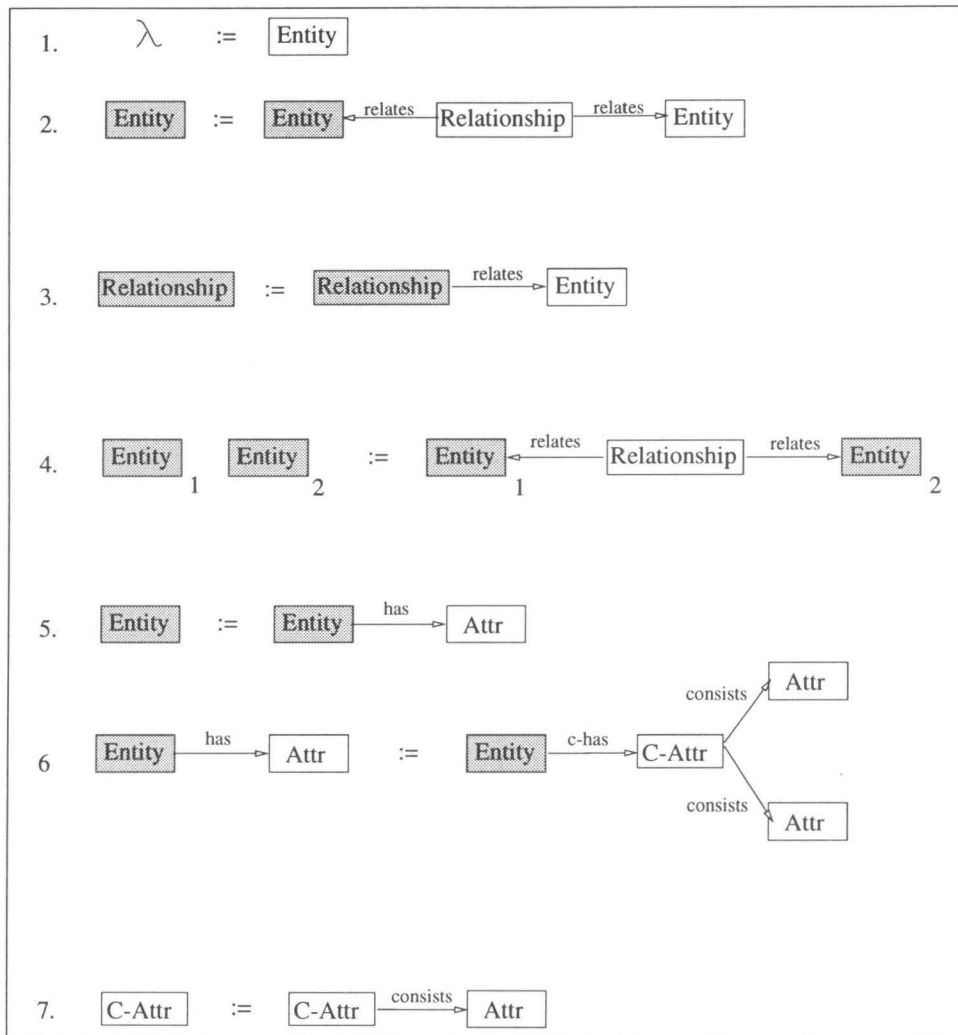 1. λ := Entity
2. Entity := Entity relates Relationship relates Entity
3. Relationship := Relationship relates Entity
4. Entity 1 Entity 2 := Entity 1 relates Relationship relates Entity 2
5. Entity := Entity has Attr
consists Attr
6 Entity has Attr := Entity c-has C-Attr
consists Attr
7. C-Attr := C-Attr consists Attr